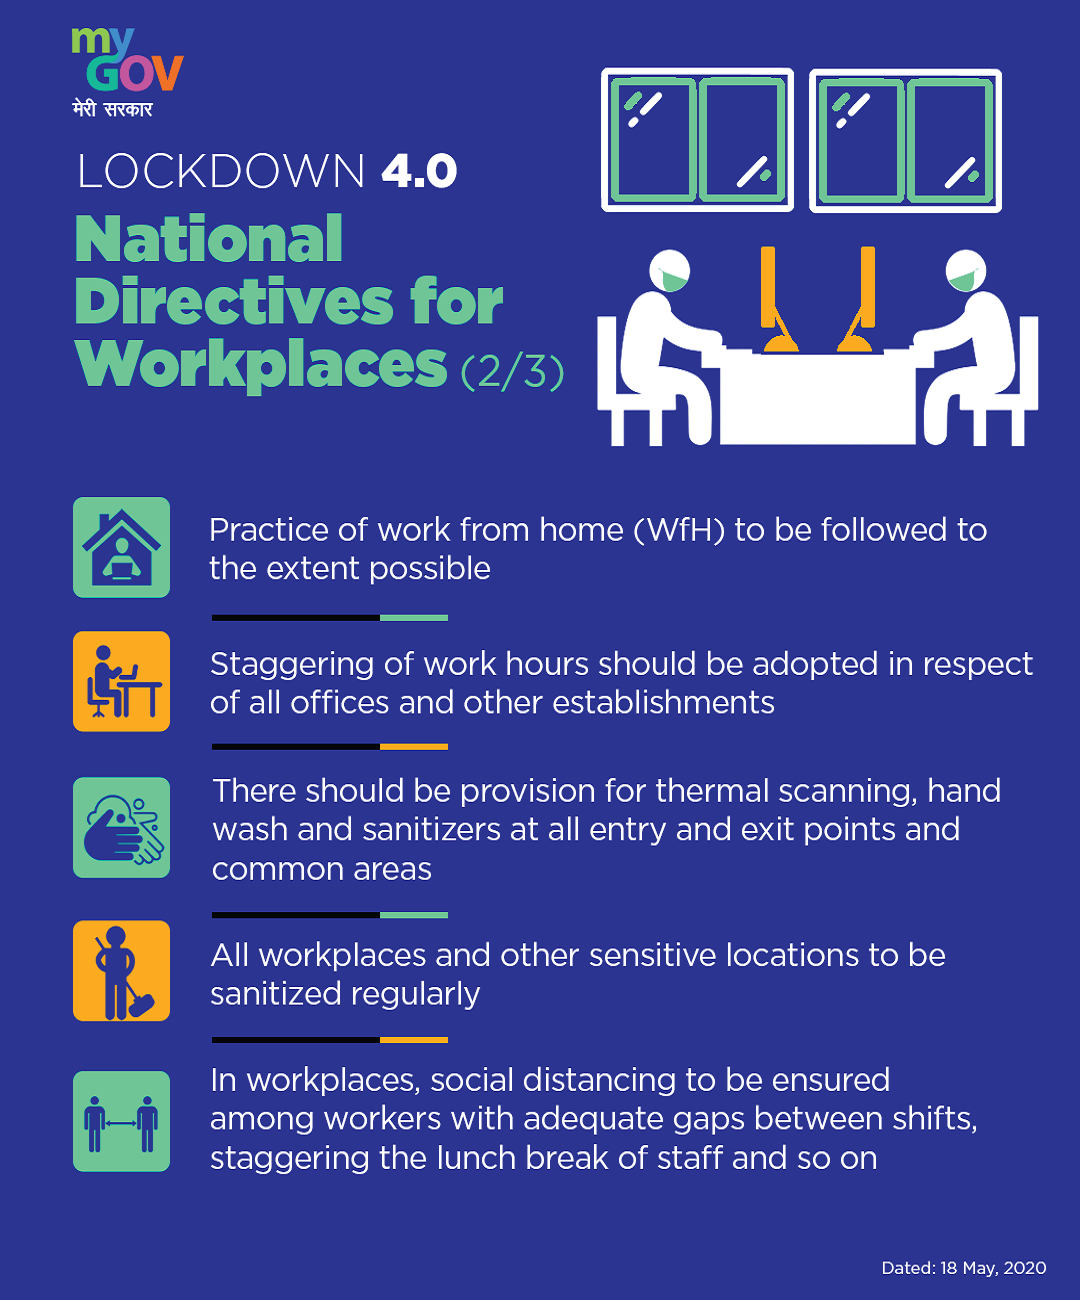 my
GOV
मेरी सरकार
LOCKDOWN 4.0
National
Directives for
Workplaces (2/3)
Practice of work from home (WfH) to be followed to
the extent possible
Staggering of work hours should be adopted in respect
of all offices and other establishments
There should be provision for thermal scanning, hand
wash and sanitizers at all entry and exit points and
common areas
All workplaces and other sensitive locations to be
sanitized regularly
In workplaces, social distancing to be ensured
among workers with adequate gaps between shifts,
staggering the lunch break of staff and so on
Dated: 18 May, 2020